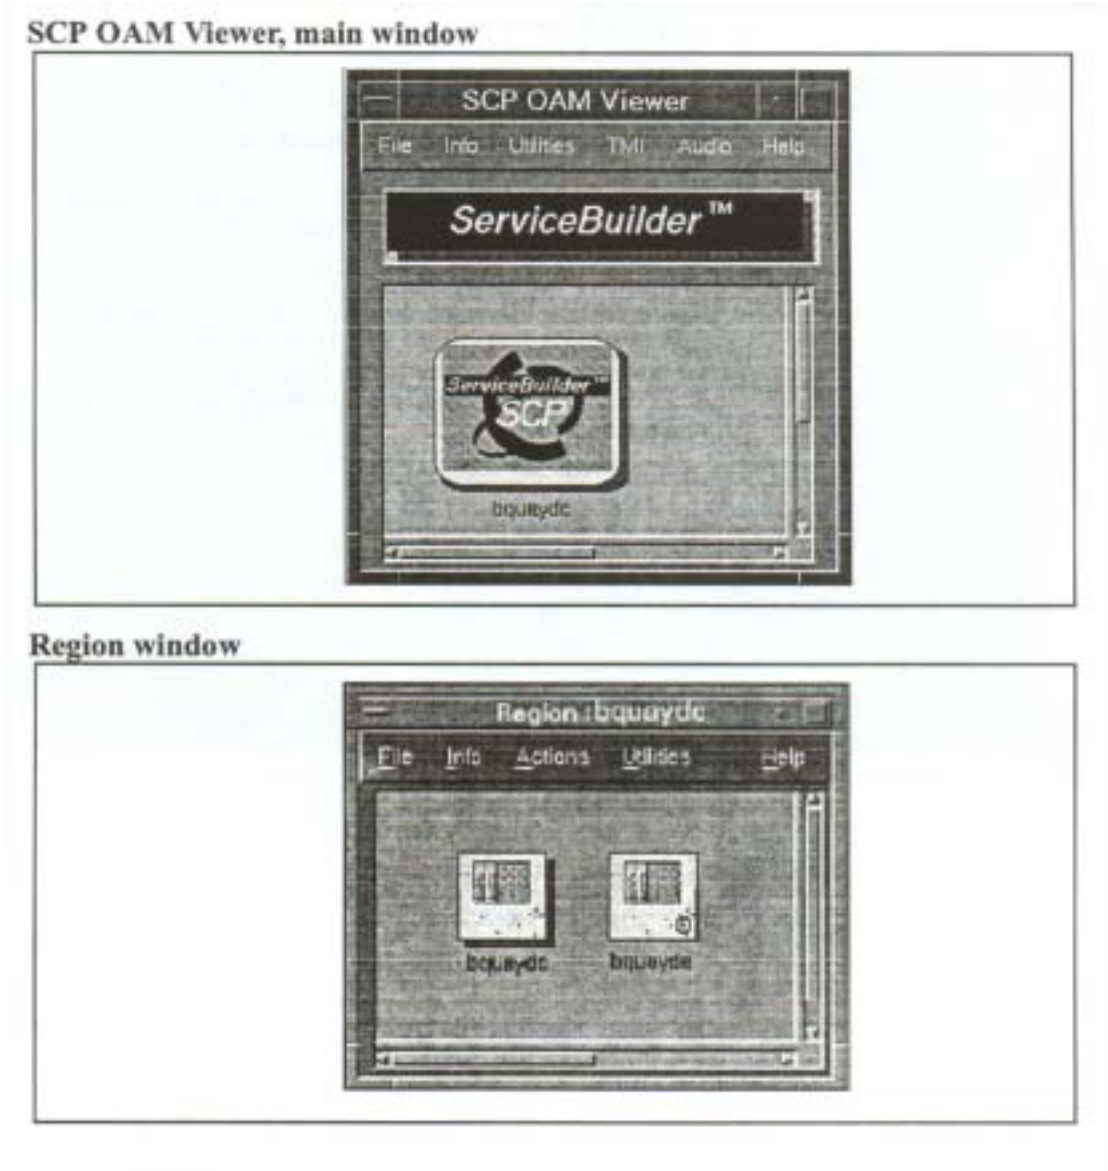 SCP OAM Viewer, main window
SCP OAM Viewer
File Info Utilities TMI Audio Help
ServiceBuilder™
ServiceBuilder™
SCP
bquaydc
Region window
Region : bquaydc
File Info Actions Utilities Help
bquaydc bquayde